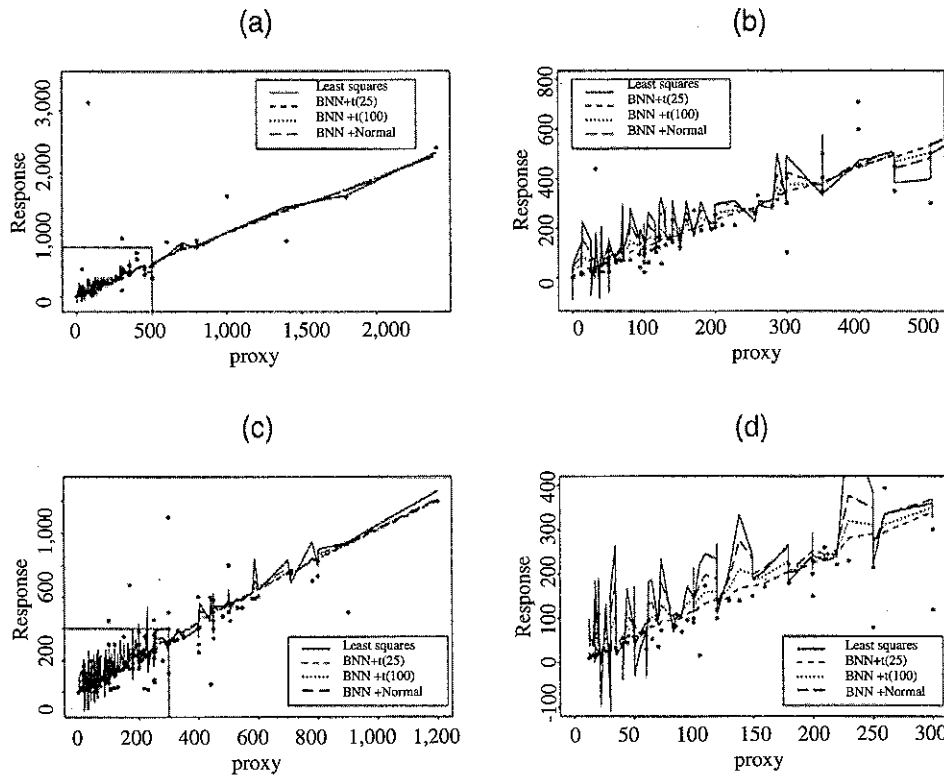 (a)
(b)
Least squares
BNN+t(25)
BNN +t(100)
BNN +Normal
Response
0 1,000 2,000 3,000
0 500 1,000 1,500 2,000
proxy
Least squares
BNN+t(25)
BNN +t(100)
BNN +Normal
Response
0 200 400 600 800
0 100 200 300 400 500
proxy
(c)
(d)
Response
0 200 600 1,000
Least squares
BNN+t(25)
BNN +t(100)
BNN +Normal
0 200 400 600 800 1,000 1,200
proxy
Response
-100 0 100 200 300 400
Least squares
BNN+t(25)
BNN +t(100)
BNN +Normal
0 50 100 150 200 250 300
proxy